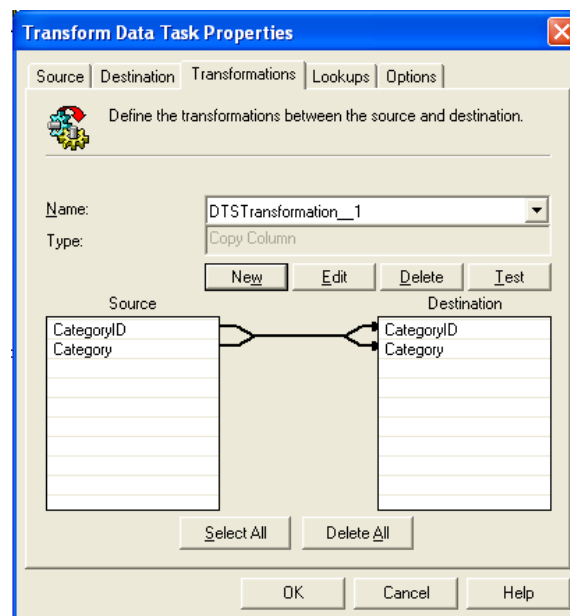 Transform Data Task Properties
Source Destination Transformations Lookups Options
Define the transformations between the source and destination.
Name: DTSTransformation__1
Type: Copy Column
New Edit Delete Test
Source Destination
CategoryID CategoryID
Category Category
Select All Delete All
OK Cancel Help